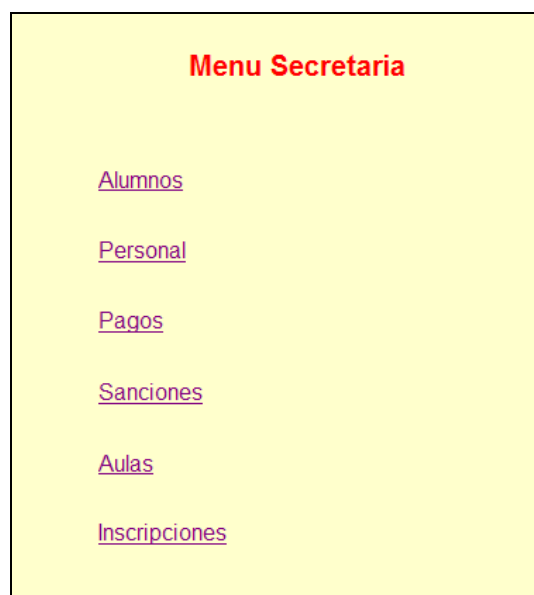 Menu Secretaria
Alumnos
Personal
Pagos
Sanciones
Aulas
Inscripciones